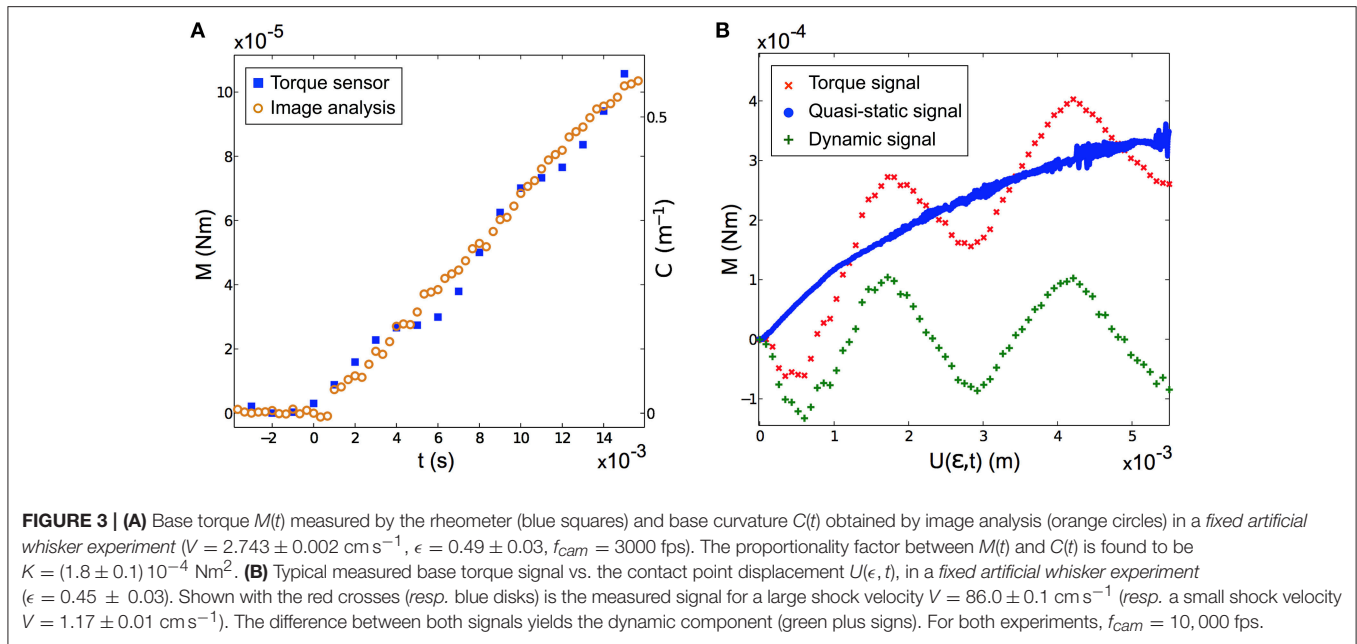 A
×10⁻⁵
Torque sensor
Image analysis
10
8
6
4
2
0
M (Nm)
0.5
0
C (m⁻¹)
−2 0 2 4 6 8 10 12 14
t (s)
×10⁻³
B
×10⁻⁴
Torque signal
Quasi-static signal
Dynamic signal
4
3
2
1
0
−1
M (Nm)
0 1 2 3 4 5
U(ε,t) (m)
×10⁻³
FIGURE 3 | (A) Base torque M(t) measured by the rheometer (blue squares) and base curvature C(t) obtained by image analysis (orange circles) in a fixed artificial
whisker experiment (V = 2.743 ± 0.002 cm s⁻¹, ϵ = 0.49 ± 0.03, f_cam = 3000 fps). The proportionality factor between M(t) and C(t) is found to be
K = (1.8 ± 0.1) 10⁻⁴ Nm². (B) Typical measured base torque signal vs. the contact point displacement U(ϵ, t), in a fixed artificial whisker experiment
(ϵ = 0.45 ± 0.03). Shown with the red crosses (resp. blue disks) is the measured signal for a large shock velocity V = 86.0 ± 0.1 cm s⁻¹ (resp. a small shock velocity
V = 1.17 ± 0.01 cm s⁻¹). The difference between both signals yields the dynamic component (green plus signs). For both experiments, f_cam = 10, 000 fps.